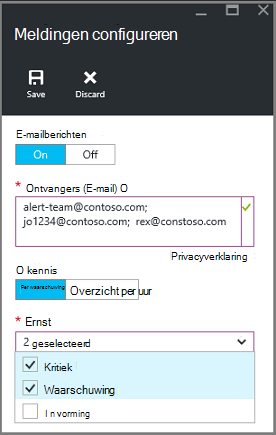 Meldingen configureren
Save Discard
E-mailberichten
On Off
* Ontvangers (E-mail) O
alert-team@contoso.com;
jo1234@contoso.com; rex@constoso.com
Privacyverklaring
O kennis
Per waarschuwing Overzicht per uur
* Ernst
2 geselecteerd
Kritiek
Waarschuwing
In vorming